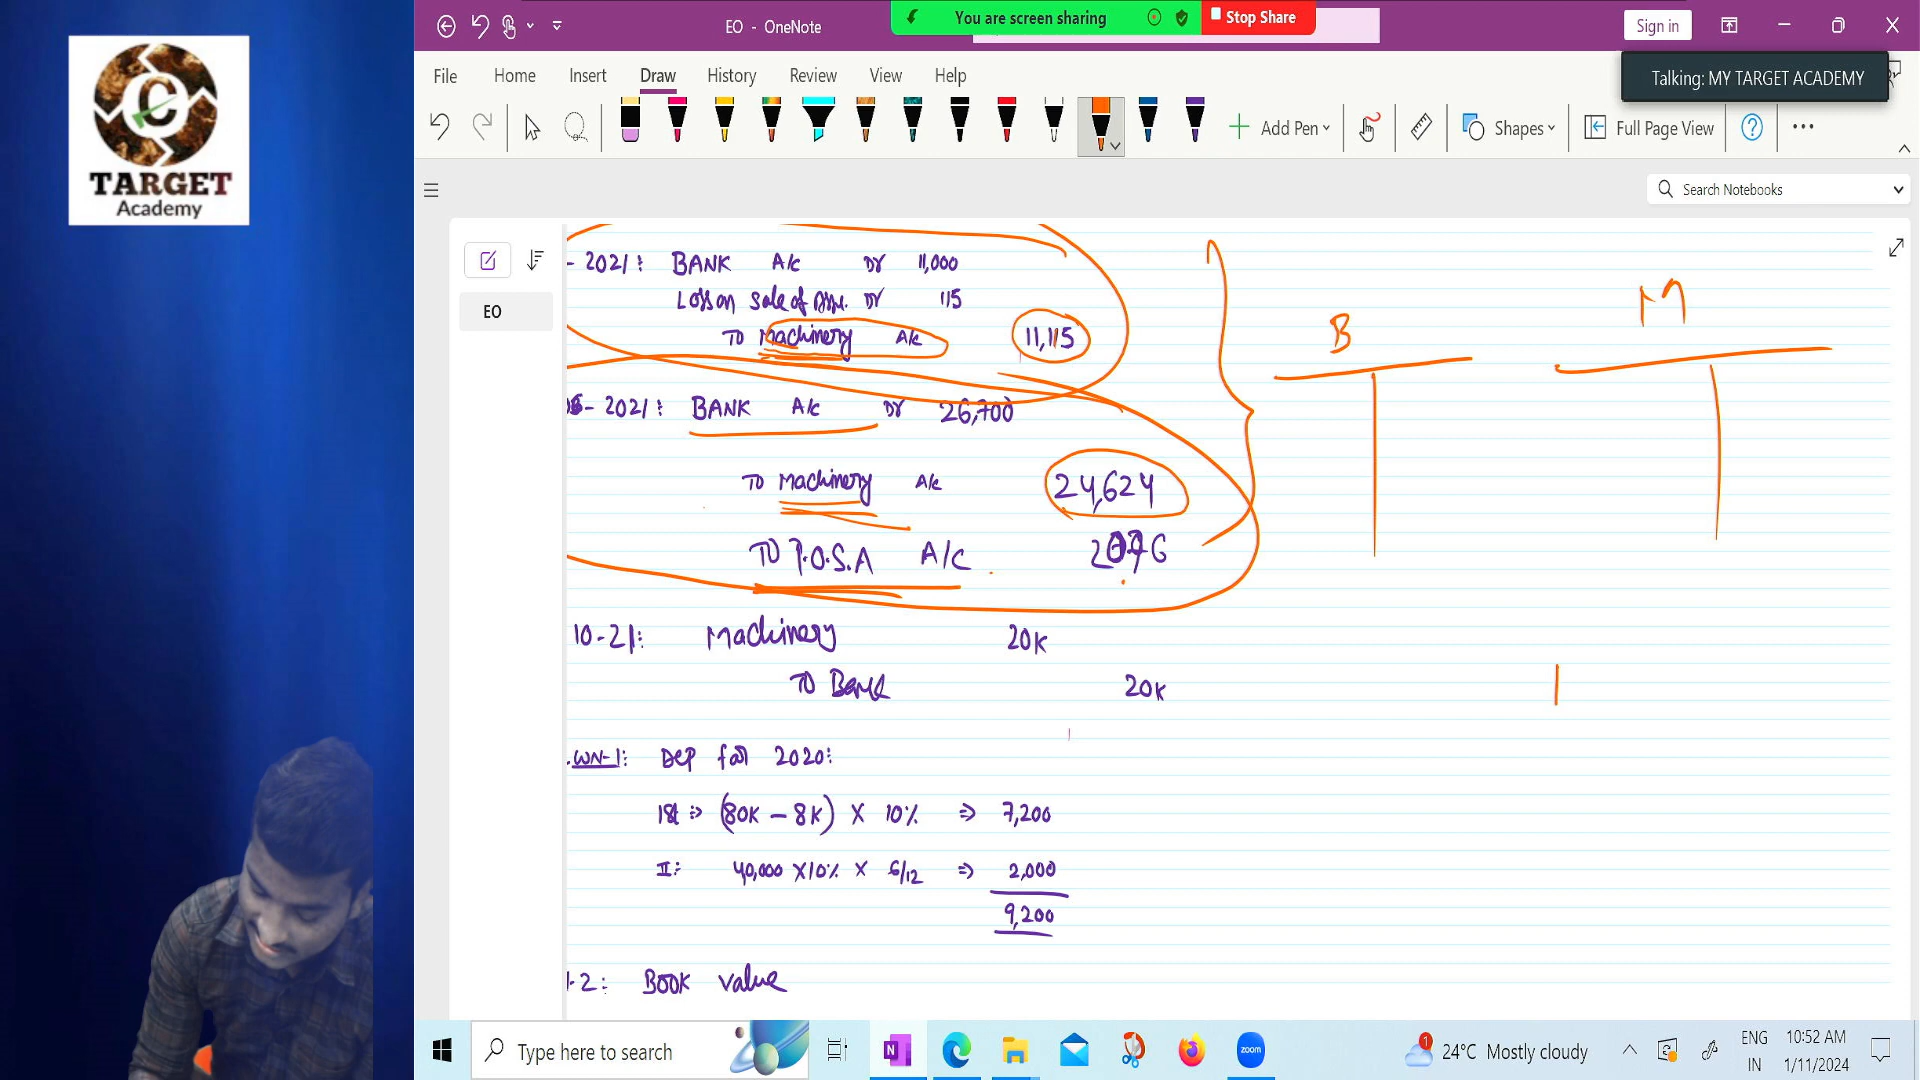 TARGET
Academy
EO - OneNote
You are screen sharing
Stop Share
Sign in
Talking: MY TARGET ACADEMY
File Home Insert Draw History Review View Help
Add Pen
Shapes
Full Page View
Search Notebooks
EO
- 2021: BANK A/c Dr 11,000
Loss on Sale of Dr 115
To Machinery A/c 11,115
- 2021: BANK A/c Dr 26,700
To Machinery A/c 24,624
To P.O.S.A A/C 2076
10-21: Machinery 20K
To Bank 20K
B
M
WN-1: Dep for 2020:
Ist => (80K - 8K) X 10% => 7,200
II: 40,000 X 10% X 6/12 => 2,000
9,200
-2: Book value
Type here to search
N
zoom
1
24°C Mostly cloudy
ENG
IN
10:52 AM
1/11/2024